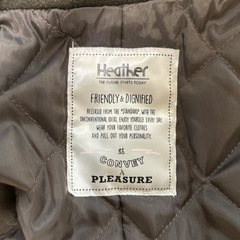 Heather
THE FUTURE STARTS TODAY
FRIENDLY & DIGNIFIED
RELEASED FROM THE "STANDARD" WITH THE
UNCONVENTIONAL IDEAS, ENJOY YOURSELF EVERY DAY.
WEAR YOUR FAVORITE CLOTHES
AND PULL OUT YOUR PERSONALITY.
CONVEY
A
PLEASURE